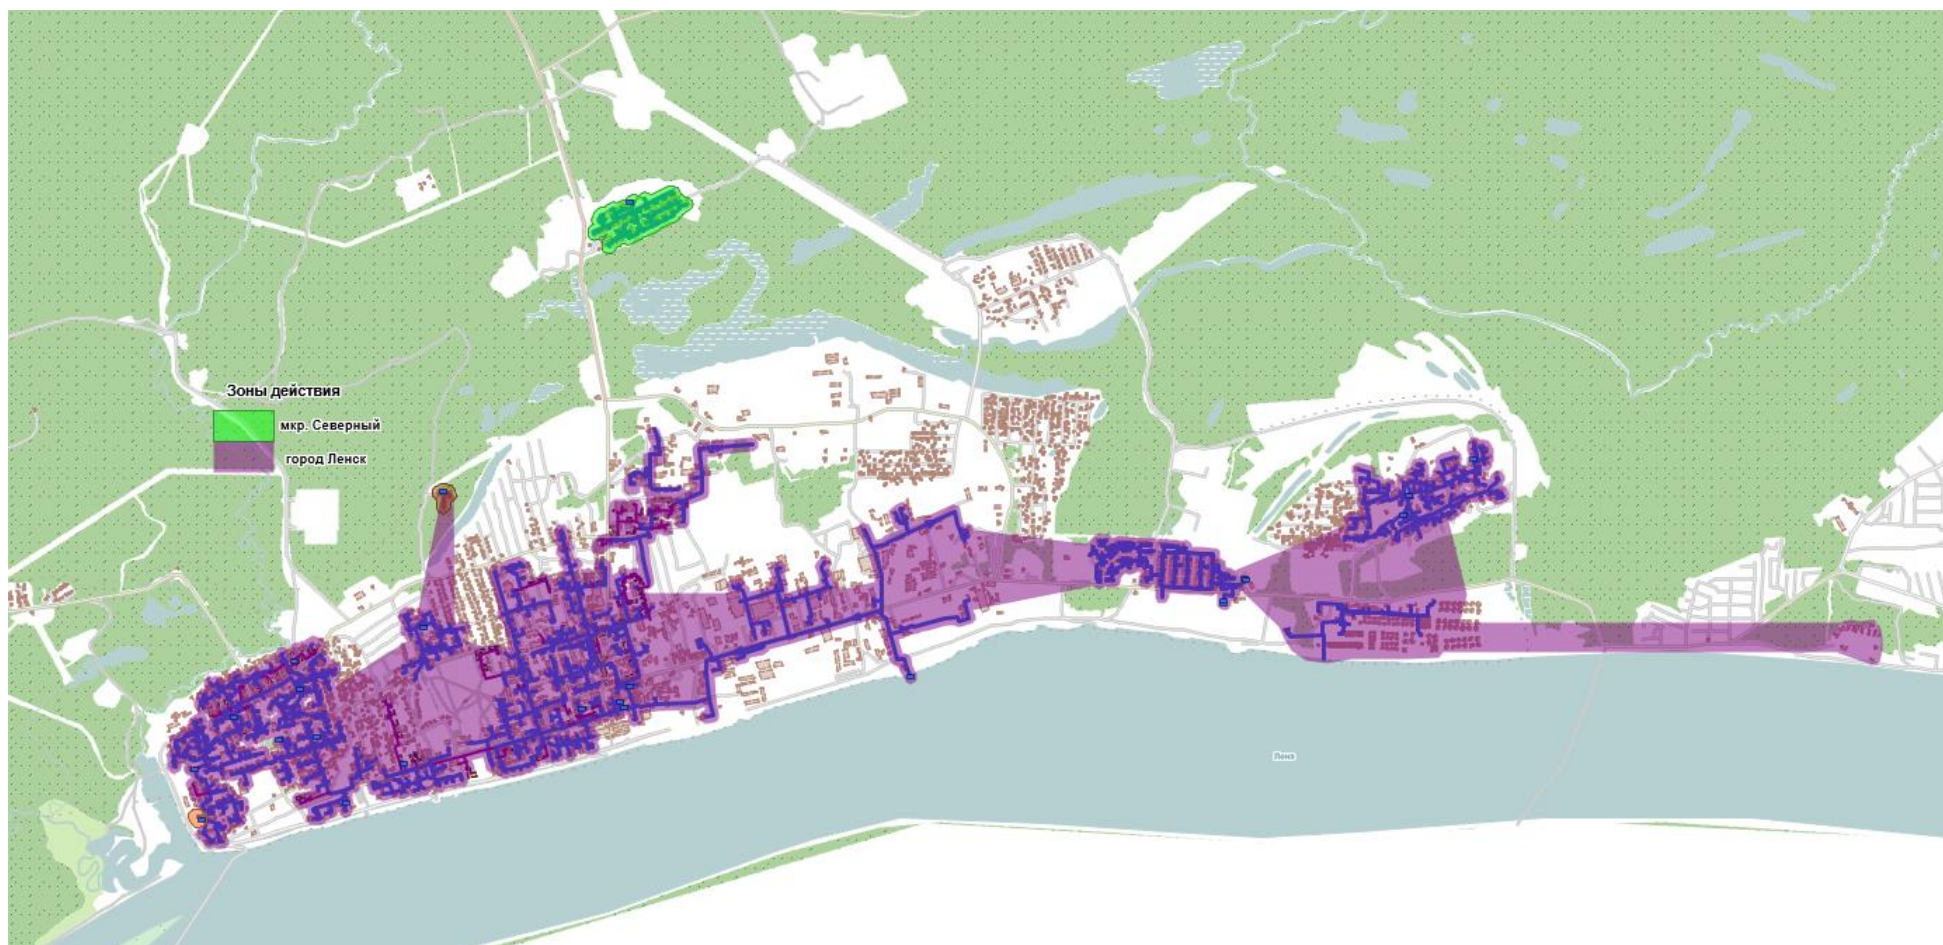 Зоны действия
мкр. Северный
город Ленск
Лена